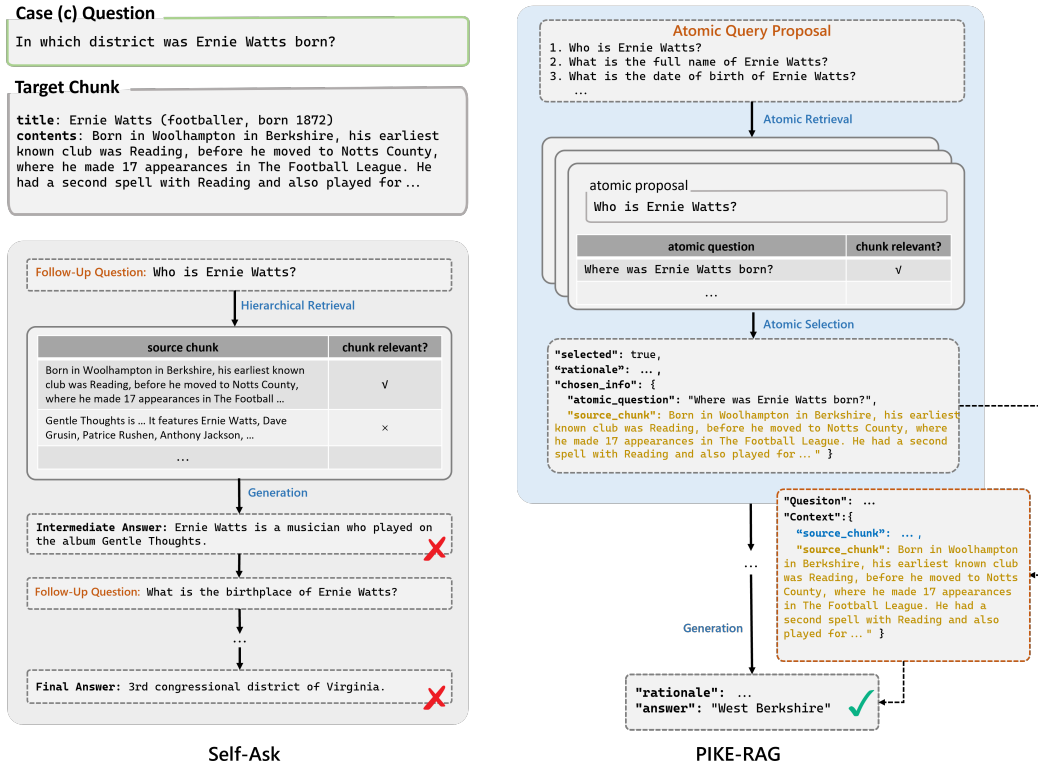 Case (c) Question
In which district was Ernie Watts born?
Target Chunk
title: Ernie Watts (footballer, born 1872)
contents: Born in Woolhampton in Berkshire, his earliest
known club was Reading, before he moved to Notts County,
where he made 17 appearances in The Football League. He
had a second spell with Reading and also played for...
Follow-Up Question: Who is Ernie Watts?
Hierarchical Retrieval
source chunk chunk relevant?
Born in Woolhampton in Berkshire, his earliest known
club was Reading, before he moved to Notts County,
where he made 17 appearances in The Football ...
√
Gentle Thoughts is ... It features Ernie Watts, Dave
Grusin, Patrice Rushen, Anthony Jackson, ...
×
...
Generation
Intermediate Answer: Ernie Watts is a musician who played on
the album Gentle Thoughts.
Follow-Up Question: What is the birthplace of Ernie Watts?
...
Final Answer: 3rd congressional district of Virginia.
Self-Ask
Atomic Query Proposal
1. Who is Ernie Watts?
2. What is the full name of Ernie Watts?
3. What is the date of birth of Ernie Watts?
...
Atomic Retrieval
atomic proposal
Who is Ernie Watts?
atomic question chunk relevant?
Where was Ernie Watts born? √
...
Atomic Selection
"selected": true,
"rationale": ...,
"chosen_info": {
"atomic_question": "Where was Ernie Watts born?",
"source_chunk": Born in Woolhampton in Berkshire, his earliest
known club was Reading, before he moved to Notts County, where
he made 17 appearances in The Football League. He had a second
spell with Reading and also played for..." }
"Quesiton": ...
"Context":{
"source_chunk": ...,
"source_chunk": Born in Woolhampton
in Berkshire, his earliest known club
was Reading, before he moved to Notts
County, where he made 17 appearances
in The Football League. He had a
second spell with Reading and also
played for..." }
...
Generation
"rationale": ...
"answer": "West Berkshire"
PIKE-RAG